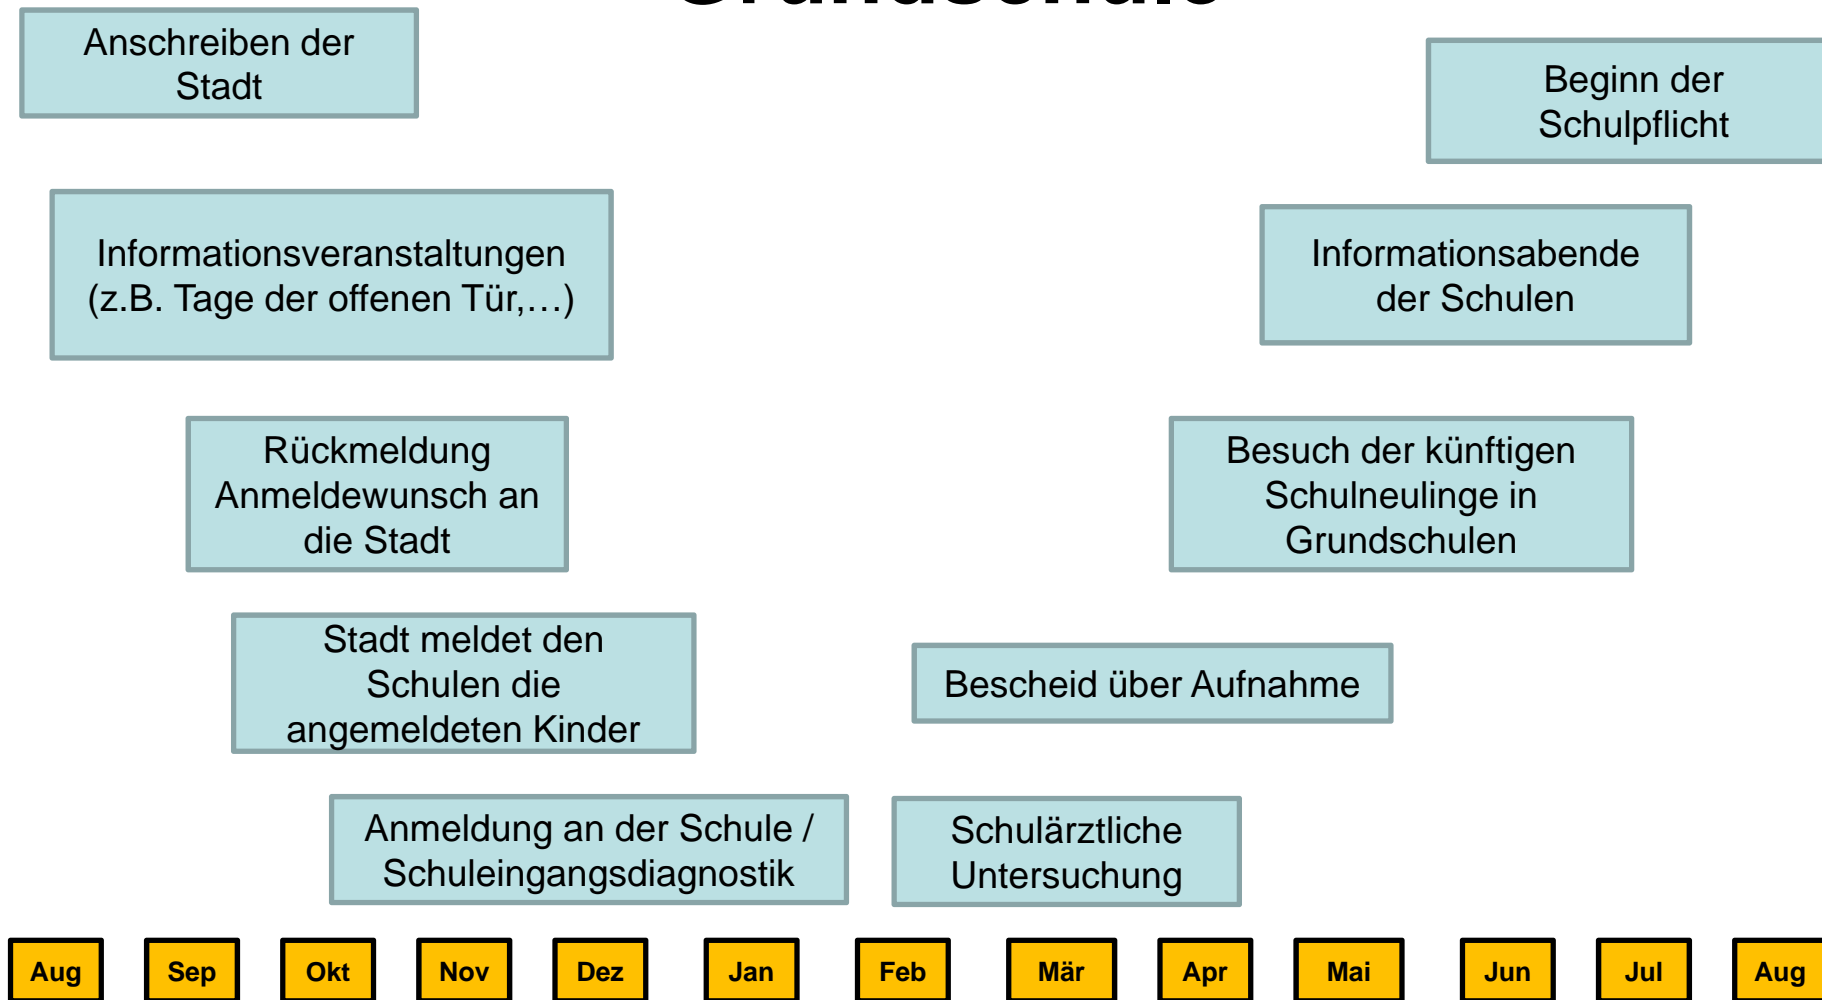 Grundschule
Anschreiben der
Stadt
Beginn der
Schulpflicht
Informationsveranstaltungen
(z.B. Tage der offenen Tür,…)
Informationsabende
der Schulen
Rückmeldung
Anmeldewunsch an
die Stadt
Besuch der künftigen
Schulneulinge in
Grundschulen
Stadt meldet den
Schulen die
angemeldeten Kinder
Bescheid über Aufnahme
Anmeldung an der Schule /
Schuleingangsdiagnostik
Schulärztliche
Untersuchung
Aug Sep Okt Nov Dez Jan Feb Mär Apr Mai Jun Jul Aug